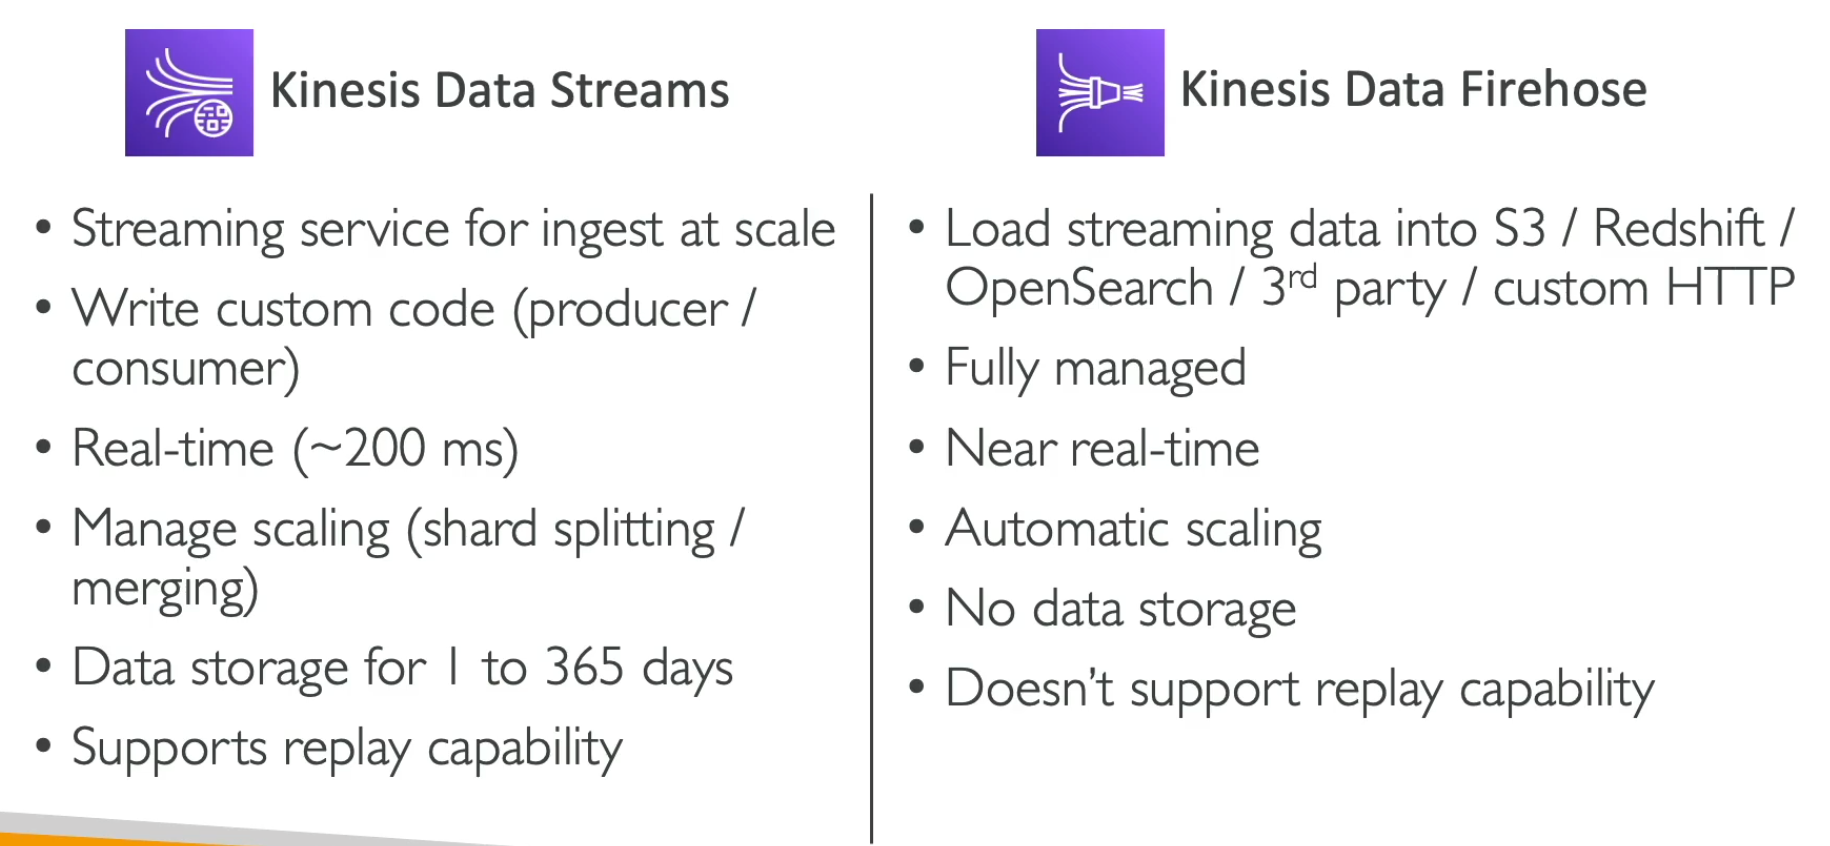 Kinesis Data Streams
• Streaming service for ingest at scale
• Write custom code (producer /
consumer)
• Real-time (~200 ms)
• Manage scaling (shard splitting /
merging)
• Data storage for 1 to 365 days
• Supports replay capability
Kinesis Data Firehose
• Load streaming data into S3 / Redshift /
OpenSearch / 3rd party / custom HTTP
• Fully managed
• Near real-time
• Automatic scaling
• No data storage
• Doesn’t support replay capability